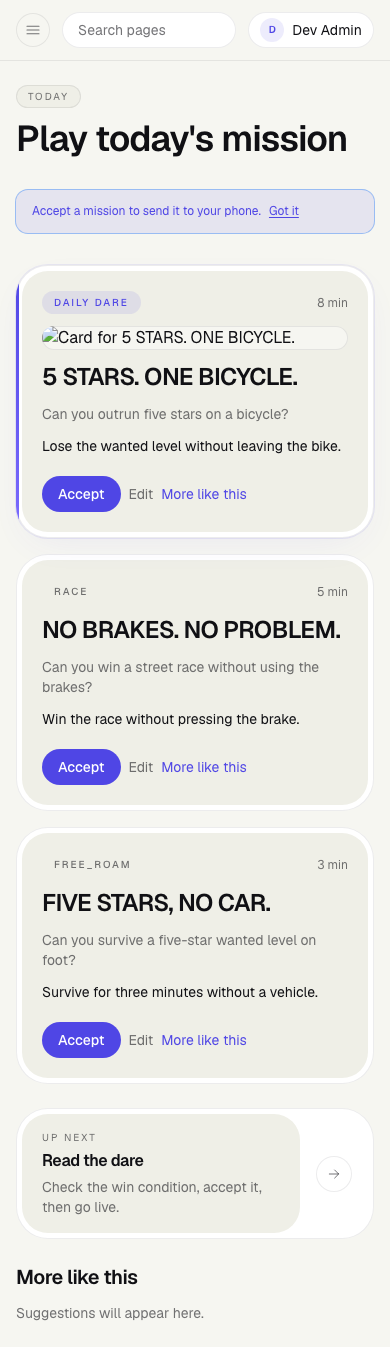 Search pages
D
Dev Admin
TODAY
Play today's mission
Accept a mission to send it to your phone. Got it
DAILY DARE
8 min
Card for 5 STARS. ONE BICYCLE.
5 STARS. ONE BICYCLE.
Can you outrun five stars on a bicycle?
Lose the wanted level without leaving the bike.
Accept Edit More like this
RACE
5 min
NO BRAKES. NO PROBLEM.
Can you win a street race without using the
brakes?
Win the race without pressing the brake.
Accept Edit More like this
FREE_ROAM
3 min
FIVE STARS, NO CAR.
Can you survive a five-star wanted level on
foot?
Survive for three minutes without a vehicle.
Accept Edit More like this
UP NEXT
Read the dare
Check the win condition, accept it,
then go live.
More like this
Suggestions will appear here.